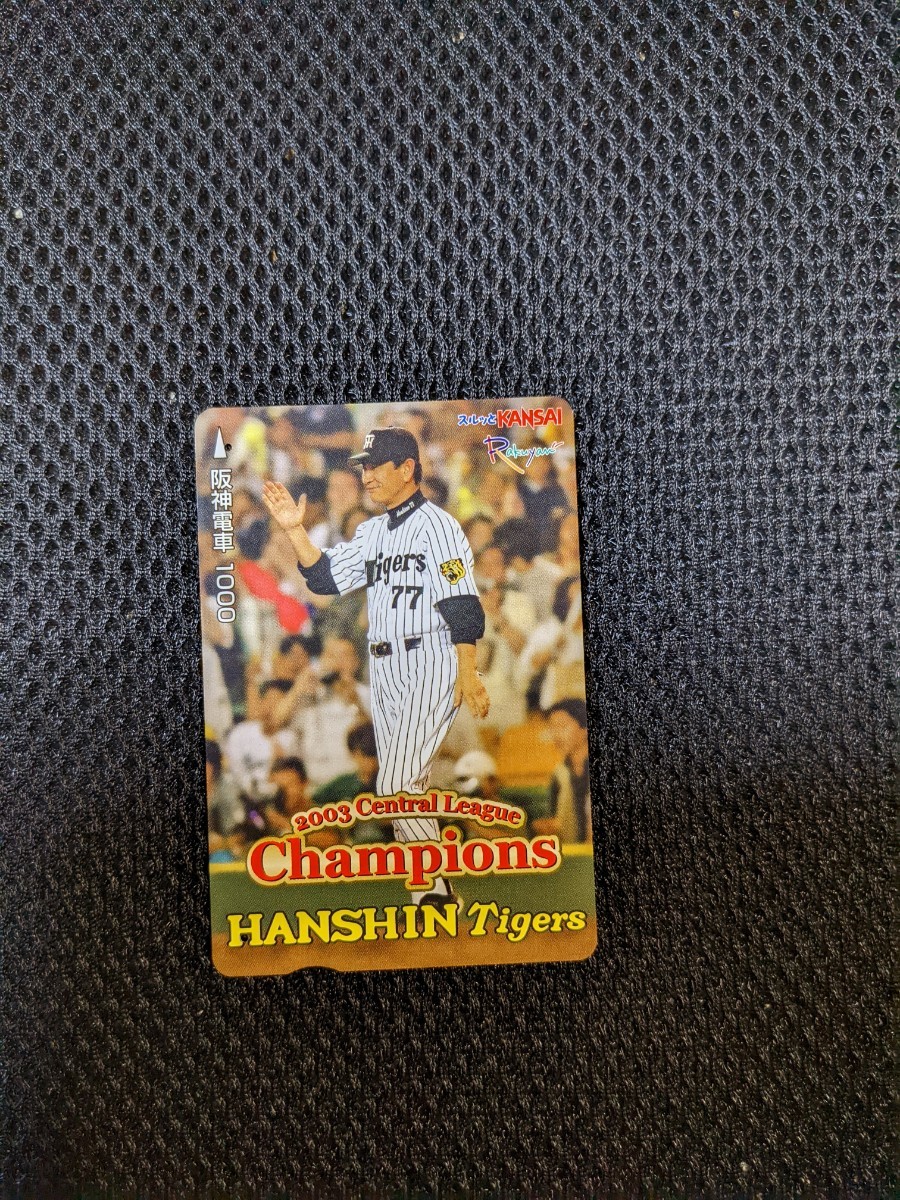 スルッとKANSAI
Rakuyan
阪神電車 1000
Tigers
77
2003 Central League
Champions
HANSHIN Tigers